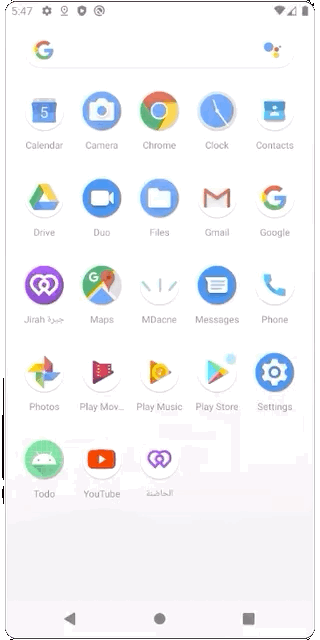 5:47
Calendar Camera Chrome Clock Contacts
Drive Duo Files Gmail Google
Jirah جيرة Maps MDacne Messages Phone
Photos Play Mov... Play Music Play Store Settings
Todo YouTube الحاضنة